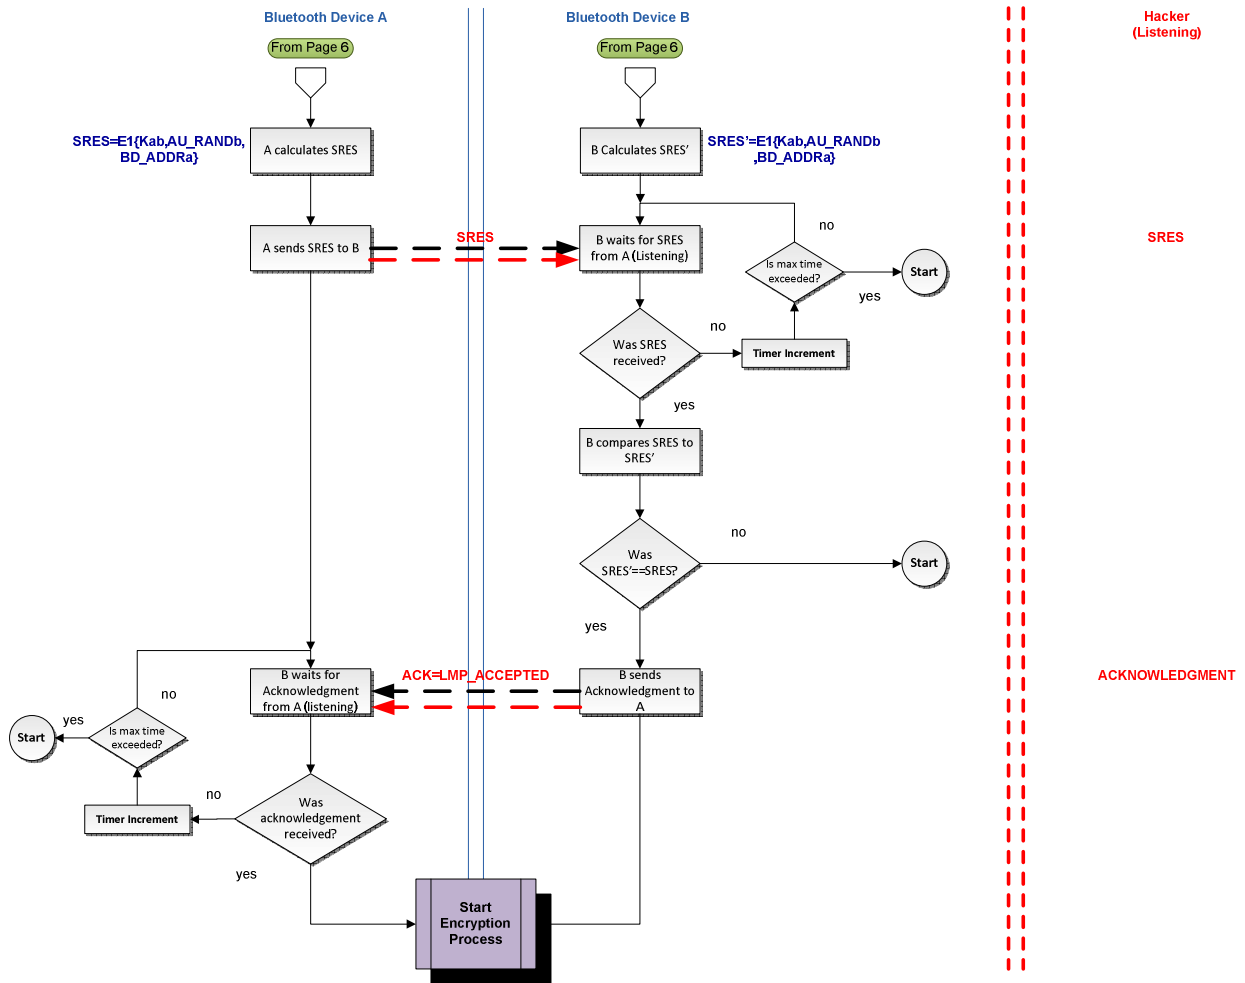 Bluetooth Device A
Bluetooth Device B
Hacker
(Listening)
From Page 6
From Page 6
SRES=E1{Kab,AU_RANDb,
BD_ADDRa}
A calculates SRES
B Calculates SRES’
SRES’=E1{Kab,AU_RANDb
,BD_ADDRa}
no
A sends SRES to B
SRES
B waits for SRES
from A (Listening)
SRES
Is max time
exceeded?
Start
yes
no
Was SRES
received?
Timer Increment
yes
B compares SRES to
SRES’
no
Was
SRES’==SRES?
Start
yes
B waits for
Acknowledgment
from A (listening)
ACK=LMP_ACCEPTED
B sends
Acknowledgment to
A
ACKNOWLEDGMENT
no
yes
Start
Is max time
exceeded?
no
Timer Increment
Was
acknowledgement
received?
yes
Start
Encryption
Process